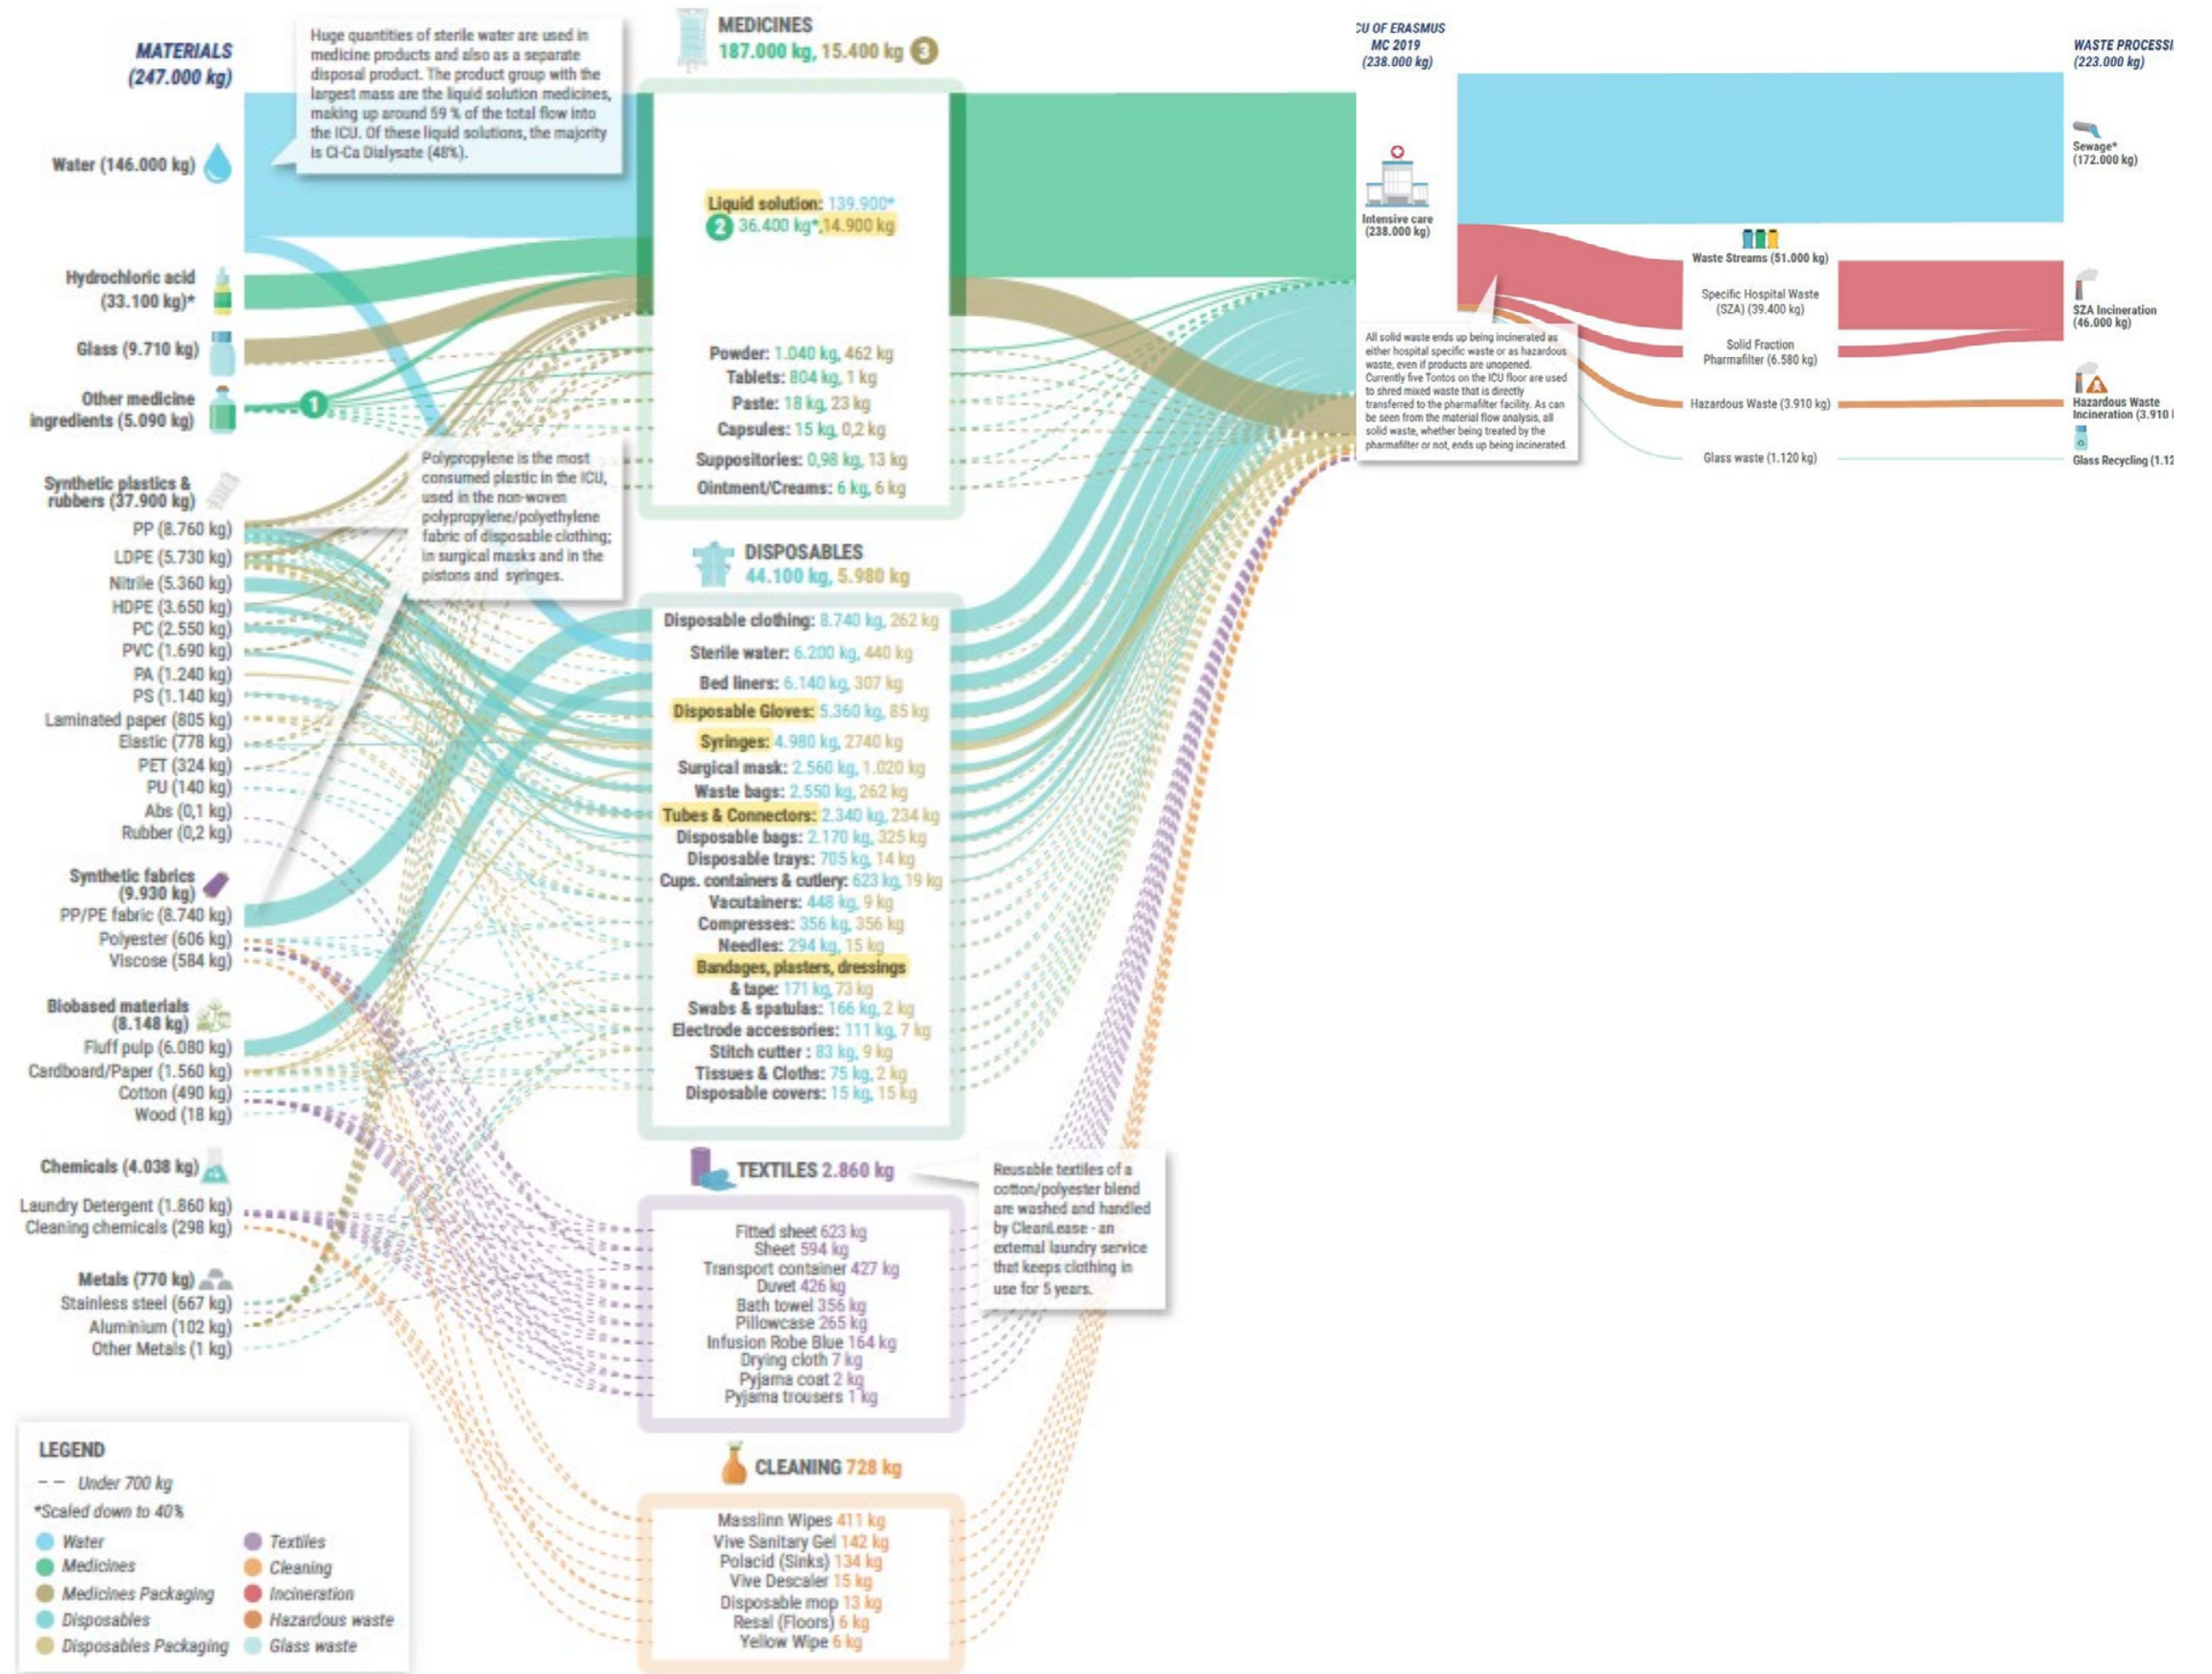 MATERIALS
(247.000 kg)
Huge quantities of sterile water are used in
medicine products and also as a separate
disposal product. The product group with the
largest mass are the liquid solution medicines,
making up around 59 % of the total flow into
the ICU. Of these liquid solutions, the majority
is Ci-Ca Dialysate (48%).
Water (146.000 kg)
Hydrochloric acid
(33.100 kg)*
Glass (9.710 kg)
Other medicine
ingredients (5.090 kg)
1
Synthetic plastics &
rubbers (37.900 kg)
PP (8.760 kg)
LDPE (5.730 kg)
Nitrile (5.360 kg)
HDPE (3.650 kg)
PC (2.550 kg)
PVC (1.690 kg)
PA (1.240 kg)
PS (1.140 kg)
Laminated paper (805 kg)
Elastic (778 kg)
PET (324 kg)
PU (140 kg)
Abs (0,1 kg)
Rubber (0,2 kg)
Polypropylene is the most
consumed plastic in the ICU,
used in the non-woven
polypropylene/polyethylene
fabric of disposable clothing;
in surgical masks and in the
pistons and syringes.
Synthetic fabrics
(9.930 kg)
PP/PE fabric (8.740 kg)
Polyester (606 kg)
Viscose (584 kg)
Biobased materials
(8.148 kg)
Fluff pulp (6.080 kg)
Cardboard/Paper (1.560 kg)
Cotton (490 kg)
Wood (18 kg)
Chemicals (4.038 kg)
Laundry Detergent (1.860 kg)
Cleaning chemicals (298 kg)
Metals (770 kg)
Stainless steel (667 kg)
Aluminium (102 kg)
Other Metals (1 kg)
LEGEND
-- Under 700 kg
*Scaled down to 40%
Water
Medicines
Medicines Packaging
Disposables
Disposables Packaging
Textiles
Cleaning
Incineration
Hazardous waste
Glass waste
MEDICINES
187.000 kg, 15.400 kg 3
Liquid solution: 139.900*
2 36.400 kg*,14.900 kg
Powder: 1.040 kg, 462 kg
Tablets: 804 kg, 1 kg
Paste: 18 kg, 23 kg
Capsules: 15 kg, 0,2 kg
Suppositories: 0,98 kg, 13 kg
Ointment/Creams: 6 kg, 6 kg
DISPOSABLES
44.100 kg, 5.980 kg
Disposable clothing: 8.740 kg, 262 kg
Sterile water: 6.200 kg, 440 kg
Bed liners: 6.140 kg, 307 kg
Disposable Gloves: 5.360 kg, 85 kg
Syringes: 4.980 kg, 2740 kg
Surgical mask: 2.560 kg, 1.020 kg
Waste bags: 2.550 kg, 262 kg
Tubes & Connectors: 2.340 kg, 234 kg
Disposable bags: 2.170 kg, 325 kg
Disposable trays: 705 kg, 14 kg
Cups. containers & cutlery: 623 kg, 19 kg
Vacutainers: 448 kg, 9 kg
Compresses: 356 kg, 356 kg
Needles: 294 kg, 15 kg
Bandages, plasters, dressings
& tape: 171 kg, 73 kg
Swabs & spatulas: 166 kg, 2 kg
Electrode accessories: 111 kg, 7 kg
Stitch cutter : 83 kg, 9 kg
Tissues & Cloths: 75 kg, 2 kg
Disposable covers: 15 kg, 15 kg
TEXTILES 2.860 kg
Fitted sheet 623 kg
Sheet 594 kg
Transport container 427 kg
Duvet 426 kg
Bath towel 356 kg
Pillowcase 265 kg
Infusion Robe Blue 164 kg
Drying cloth 7 kg
Pyjama coat 2 kg
Pyjama trousers 1 kg
Reusable textiles of a
cotton/polyester blend
are washed and handled
by CleanLease - an
external laundry service
that keeps clothing in
use for 5 years.
CLEANING 728 kg
Masslinn Wipes 411 kg
Vive Sanitary Gel 142 kg
Polacid (Sinks) 134 kg
Vive Descaler 15 kg
Disposable mop 13 kg
Resal (Floors) 6 kg
Yellow Wipe 6 kg
CU OF ERASMUS
MC 2019
(238.000 kg)
Intensive care
(238.000 kg)
All solid waste ends up being incinerated as
either hospital specific waste or as hazardous
waste, even if products are unopened.
Currently five Tontos on the ICU floor are used
to shred mixed waste that is directly
transferred to the pharmafilter facility. As can
be seen from the material flow analysis, all
solid waste, whether being treated by the
pharmafilter or not, ends up being incinerated.
Waste Streams (51.000 kg)
Specific Hospital Waste
(SZA) (39.400 kg)
Solid Fraction
Pharmafilter (6.580 kg)
Hazardous Waste (3.910 kg)
Glass waste (1.120 kg)
WASTE PROCESSI
(223.000 kg)
Sewage*
(172.000 kg)
SZA Incineration
(46.000 kg)
Hazardous Waste
Incineration (3.910
Glass Recycling (1.12